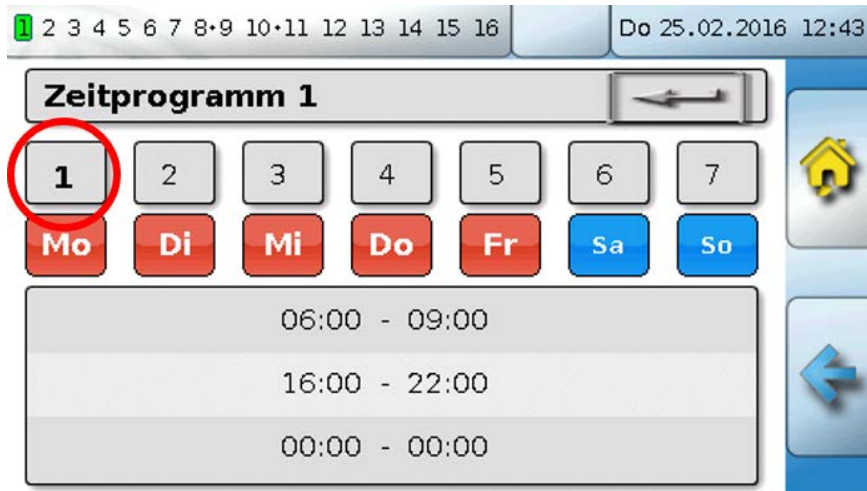 1 2 3 4 5 6 7 8·9 10·11 12 13 14 15 16 Do 25.02.2016 12:43
Zeitprogramm 1
1 2 3 4 5 6 7
Mo Di Mi Do Fr Sa So
06:00 - 09:00
16:00 - 22:00
00:00 - 00:00